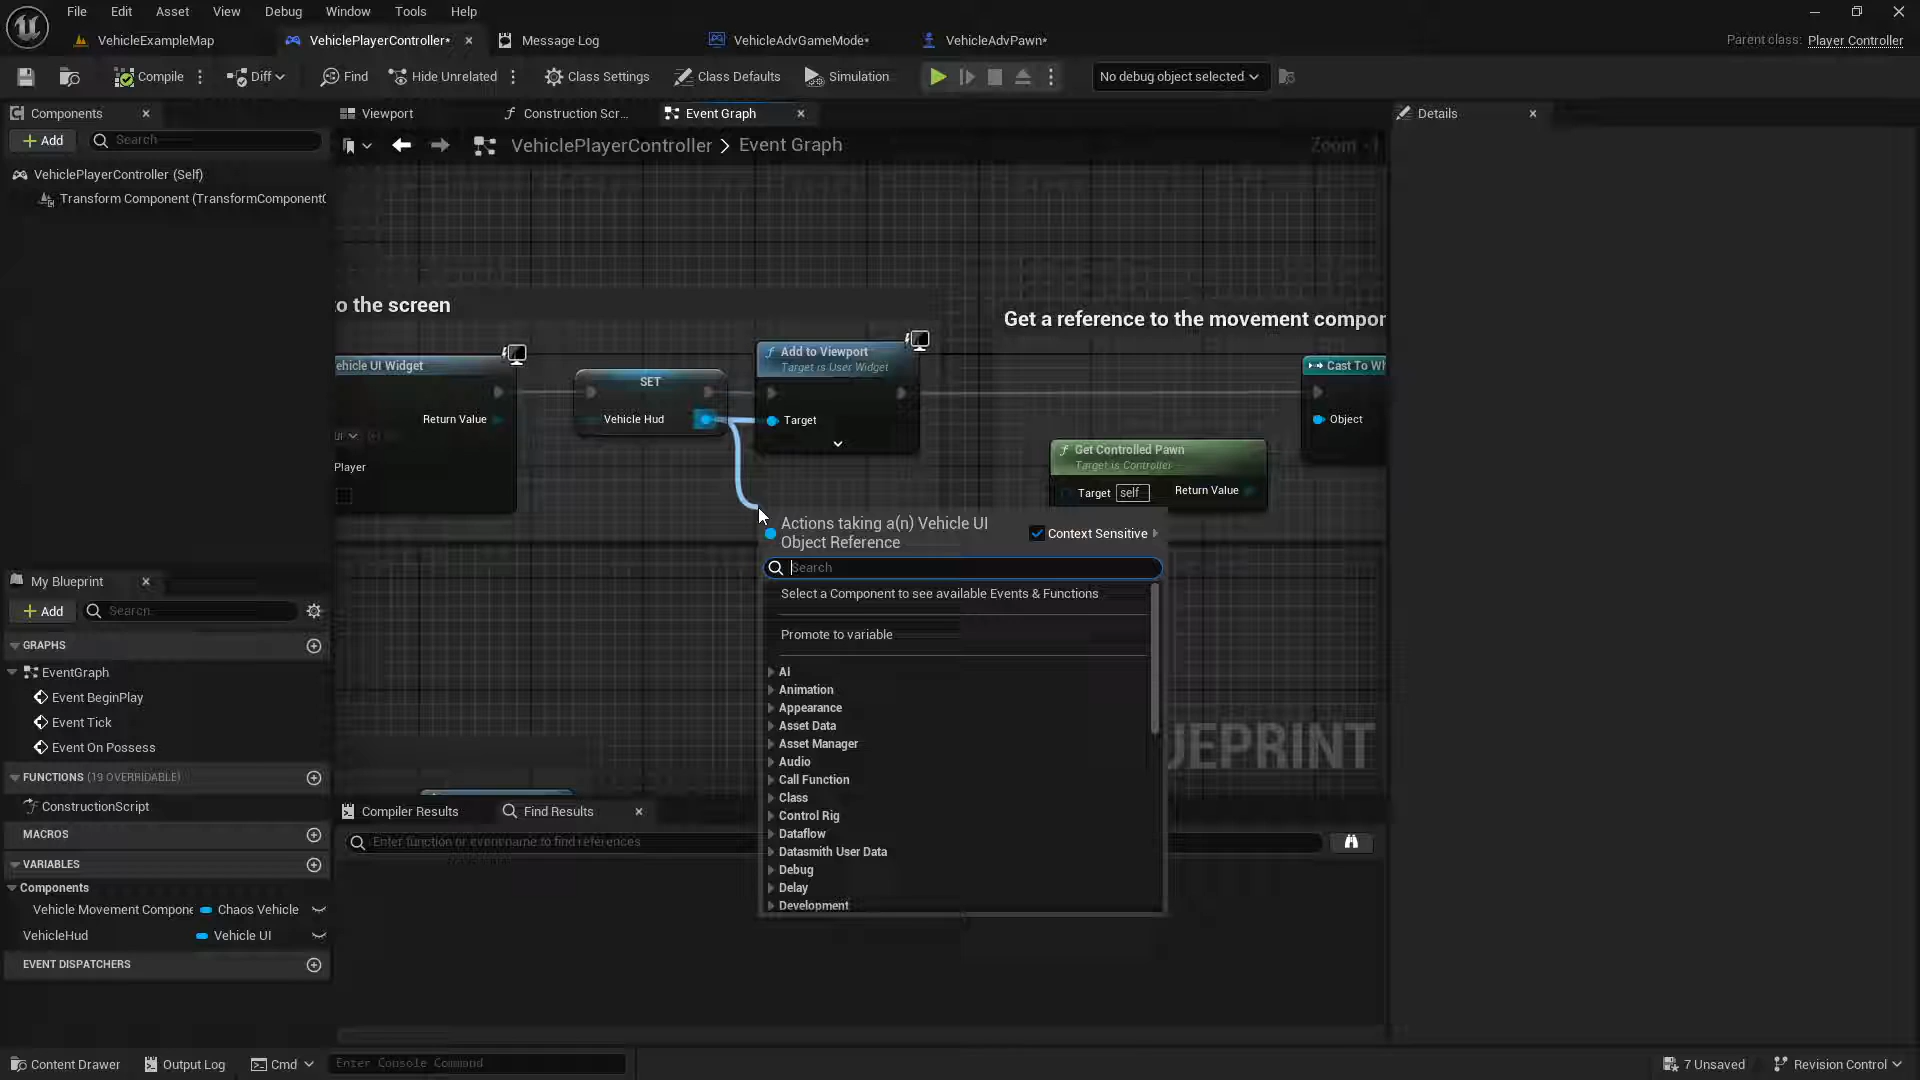 File Edit Asset View Debug Window Tools Help
VehicleExampleMap VehiclePlayerController* Message Log VehicleAdvGameMode* VehicleAdvPawn* Parent class: Player Controller
Compile Diff Find Hide Unrelated Class Settings Class Defaults Simulation No debug object selected
Components Viewport Construction Scr... Event Graph Details
Add Search
VehiclePlayerController > Event Graph Zoom -1
VehiclePlayerController (Self)
Transform Component (TransformComponent
to the screen
Get a reference to the movement compor
ehicle UI Widget
Return Value
Player
SET
Vehicle Hud
Add to Viewport
Target is User Widget
Target
Cast To Wh
Object
Get Controlled Pawn
Target is Controller
Target self Return Value
Actions taking a(n) Vehicle UI
Object Reference
Context Sensitive
Search
Select a Component to see available Events & Functions
Promote to variable
AI
Animation
Appearance
Asset Data
Asset Manager
Audio
Call Function
Class
Control Rig
Dataflow
Datasmith User Data
Debug
Delay
Development
UEPRINT
My Blueprint
Add Search
GRAPHS
EventGraph
Event BeginPlay
Event Tick
Event On Possess
FUNCTIONS (19 OVERRIDABLE)
ConstructionScript
MACROS
VARIABLES
Components
Vehicle Movement Compone Chaos Vehicle
VehicleHud Vehicle UI
EVENT DISPATCHERS
Compiler Results Find Results
Enter function or event name to find references
Content Drawer Output Log Cmd Enter Console Command 7 Unsaved Revision Control